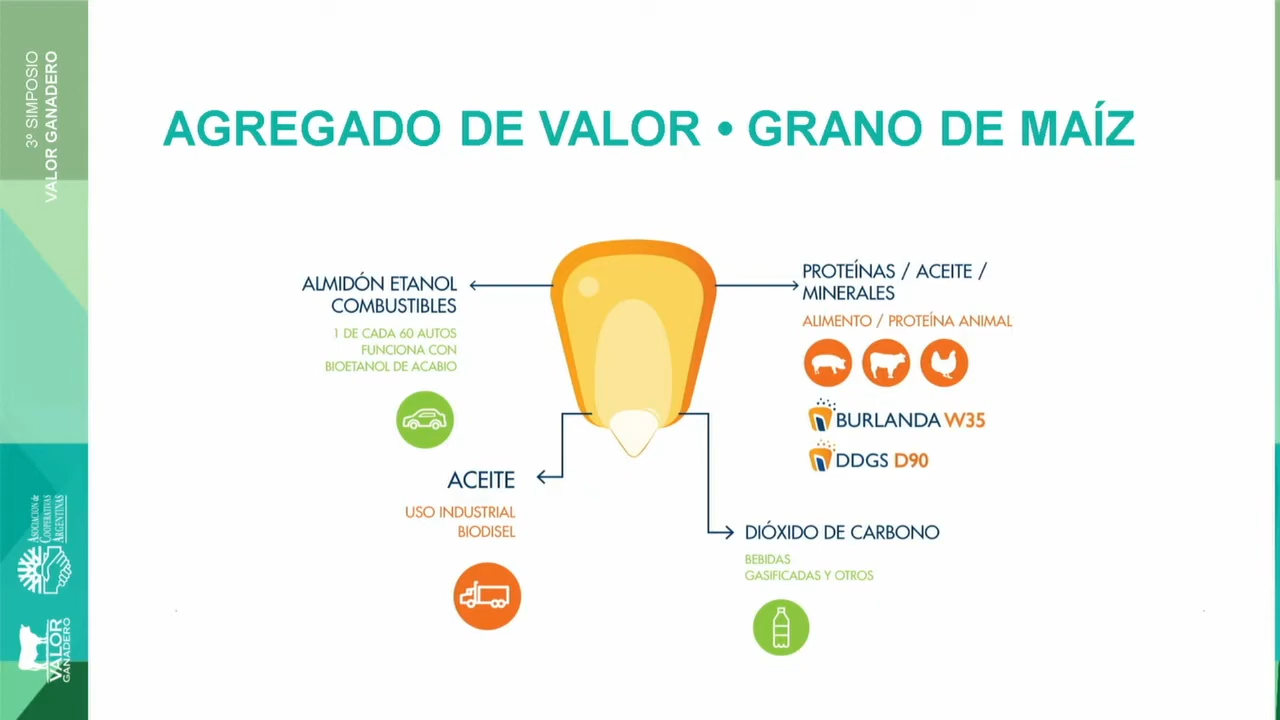 3º SIMPOSIO
VALOR GANADERO
AGREGADO DE VALOR • GRANO DE MAÍZ
ALMIDÓN ETANOL
COMBUSTIBLES
1 DE CADA 60 AUTOS
FUNCIONA CON
BIOETANOL DE ACABIO
PROTEÍNAS / ACEITE /
MINERALES
ALIMENTO / PROTEÍNA ANIMAL
BURLANDA W35
DDGS D90
ACEITE
USO INDUSTRIAL
BIODISEL
DIÓXIDO DE CARBONO
BEBIDAS
GASIFICADAS Y OTROS
ASOCIACION de
COOPERATIVAS
ARGENTINAS
VALOR
GANADERO